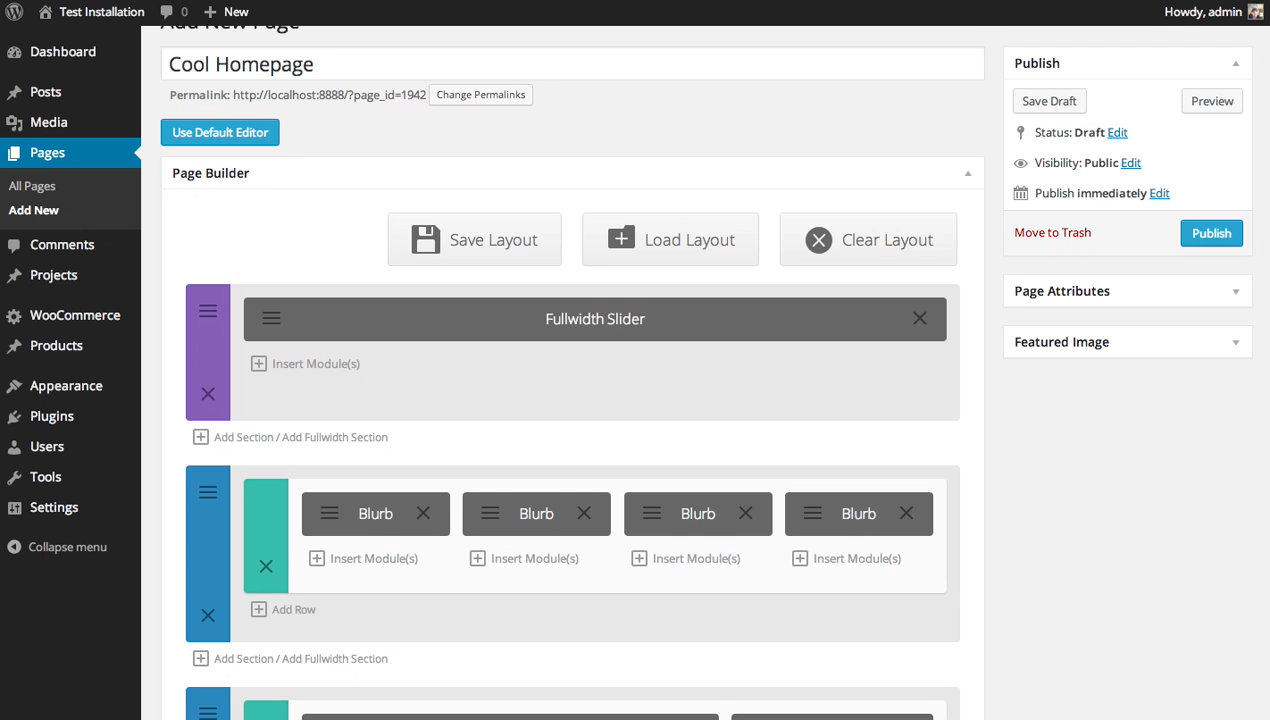 Test Installation
0
New
Howdy, admin
Add New Page
Dashboard
Posts
Media
Pages
All Pages
Add New
Comments
Projects
WooCommerce
Products
Appearance
Plugins
Users
Tools
Settings
Collapse menu
Cool Homepage
Permalink: http://localhost:8888/?page_id=1942 Change Permalinks
Use Default Editor
Page Builder
Save Layout
Load Layout
Clear Layout
Fullwidth Slider
Insert Module(s)
Add Section / Add Fullwidth Section
Blurb
Blurb
Blurb
Blurb
Insert Module(s)
Insert Module(s)
Insert Module(s)
Insert Module(s)
Add Row
Add Section / Add Fullwidth Section
Publish
Save Draft
Preview
Status: Draft Edit
Visibility: Public Edit
Publish immediately Edit
Move to Trash
Publish
Page Attributes
Featured Image